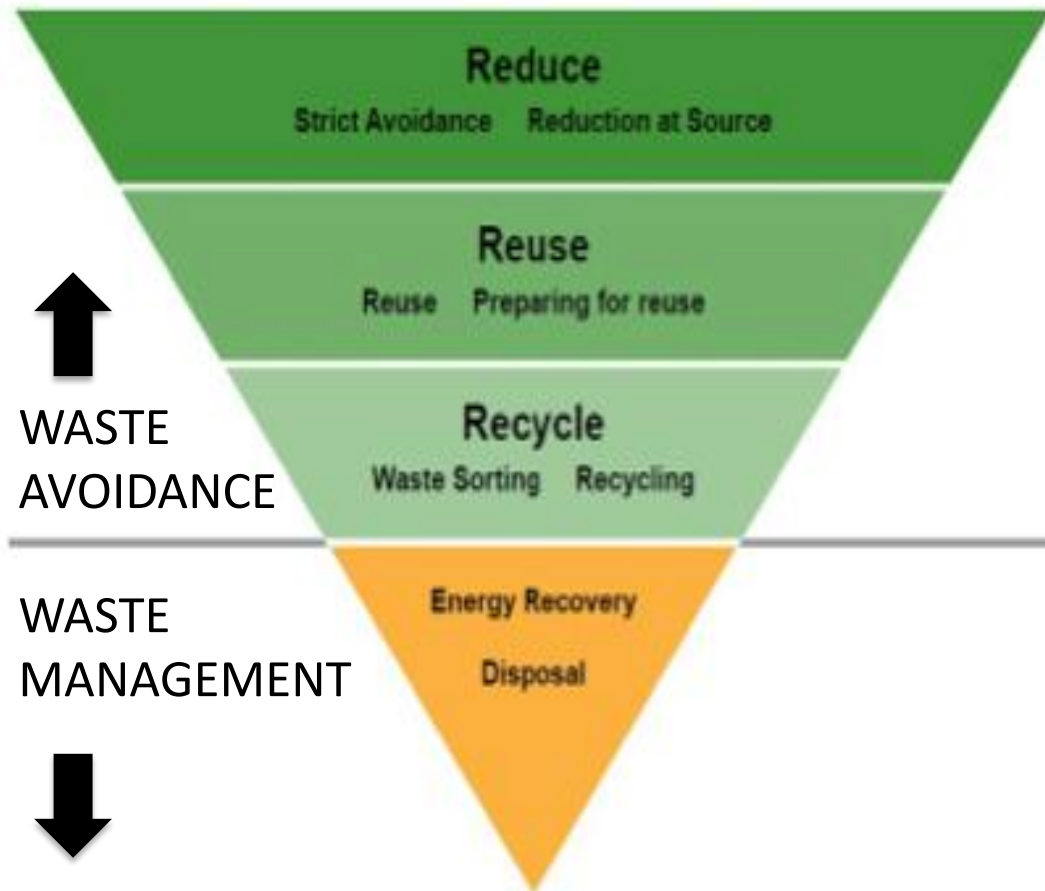 Reduce
Strict Avoidance Reduction at Source
Reuse
Reuse Preparing for reuse
Recycle
Waste Sorting Recycling
WASTE
AVOIDANCE
Energy Recovery
Disposal
WASTE
MANAGEMENT